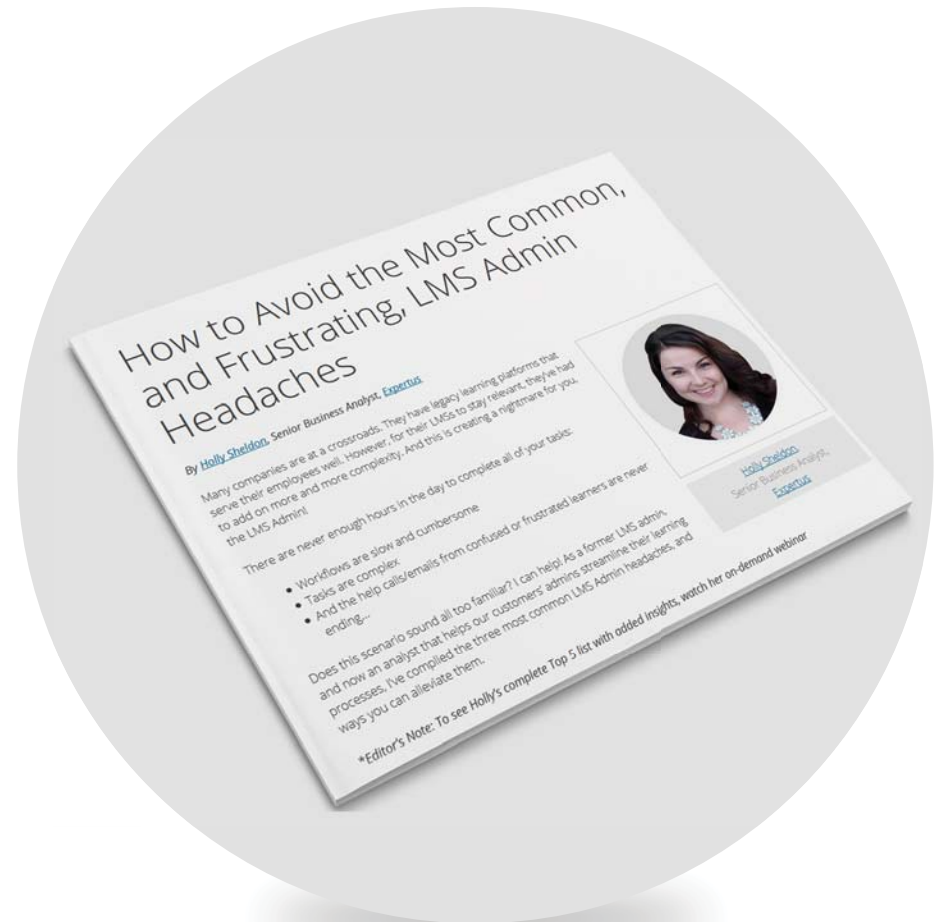 How to Avoid the Most Common,
and Frustrating, LMS Admin
Headaches
By Holly Sheldon, Senior Business Analyst, Expertus
Many companies are at a crossroads. They have legacy learning platforms that
serve their employees well. However, for their LMSs to stay relevant, they've had
to add on more and more complexity. And this is creating a nightmare for you,
the LMS Admin!
There are never enough hours in the day to complete all of your tasks:
• Workflows are slow and cumbersome
• Tasks are complex
• And the help calls/emails from confused or frustrated learners are never
ending...
Does this scenario sound all too familiar? I can help! As a former LMS admin,
and now an analyst that helps our customers' admins streamline their learning
processes, I've complied the three most common LMS Admin headaches, and
ways you can alleviate them.
*Editor's Note: To see Holly's complete Top 5 list with added insights, watch her on-demand webinar
Holly Sheldon
Senior Business Analyst,
Expertus